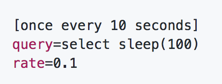 [once every 10 seconds]
query=select sleep(100)
rate=0.1